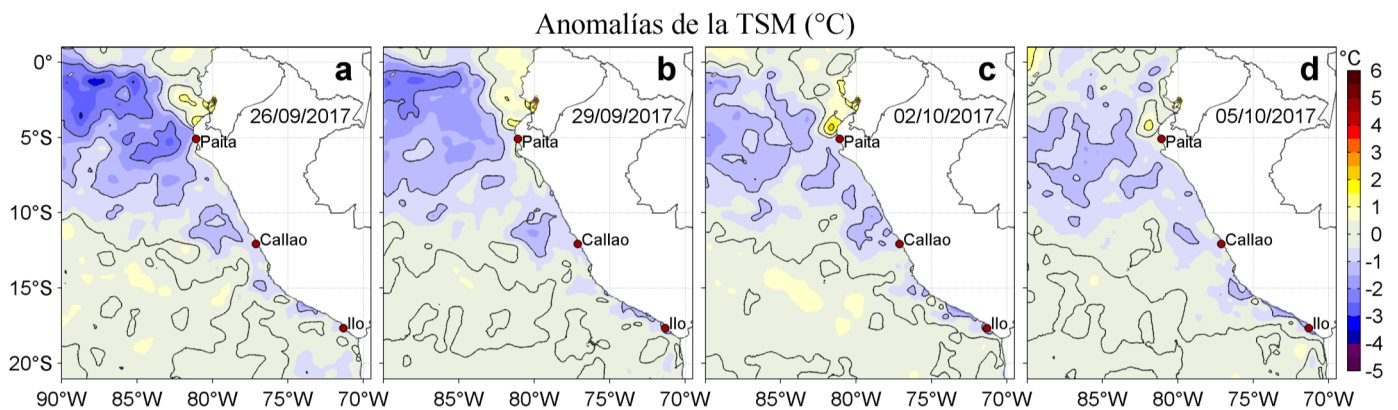 Anomalías de la TSM (°C)
a
26/09/2017
Paita
Callao
Ilo
b
29/09/2017
Paita
Callao
Ilo
c
02/10/2017
Paita
Callao
Ilo
d
05/10/2017
Paita
Callao
Ilo
0°
5°S
10°S
15°S
20°S
90°W 85°W 80°W 75°W 70°W
85°W 80°W 75°W 70°W
85°W 80°W 75°W 70°W
85°W 80°W 75°W 70°W
°C
6
5
4
3
2
1
0
-1
-2
-3
-4
-5